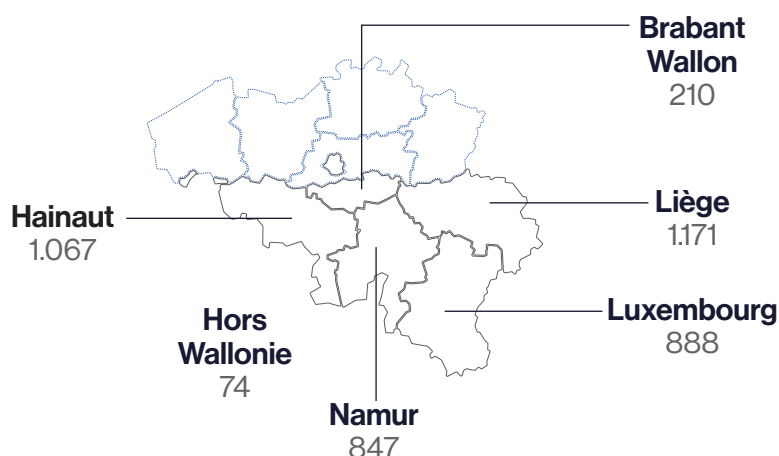 Brabant
Wallon
210
Hainaut
1.067
Liège
1.171
Hors
Wallonie
74
Luxembourg
888
Namur
847